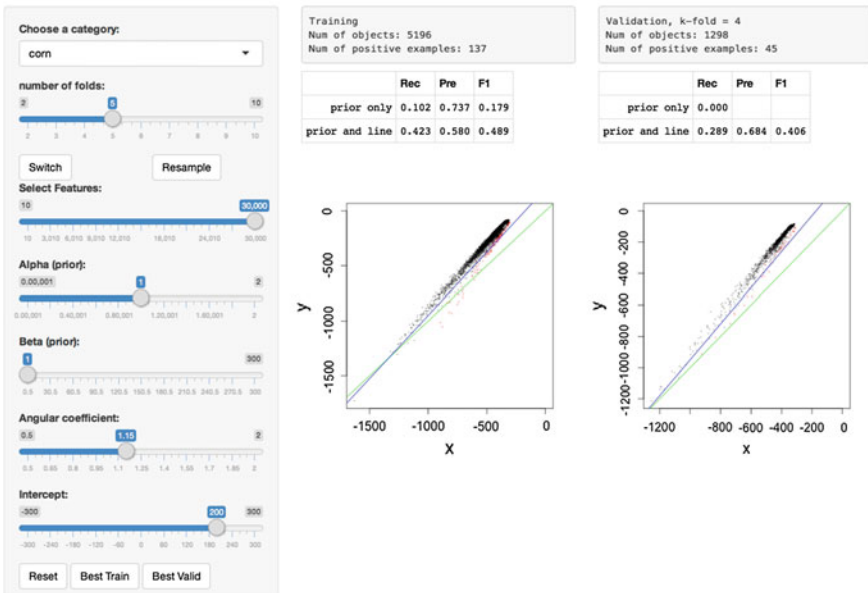 Choose a category:
corn
number of folds:
2 5 10
2 3 4 5 6 7 8 9 10
Switch Resample
Select Features:
10 30,000
10 3,010 6,010 8,010 12,010 18,010 24,010 30,000
Alpha (prior):
0.00,001 1 2
0.00,001 0.40,001 0.80,001 1.20,001 1.60,001 2
Beta (prior):
1 300
0.5 30.5 60.5 90.5 120.5 150.5 180.5 210.5 240.5 270.5 300
Angular coefficient:
0.5 1.15 2
0.5 0.65 0.8 0.95 1.1 1.25 1.4 1.55 1.7 1.85 2
Intercept:
-300 200 300
-300 -240 -180 -120 -60 0 60 120 180 240 300
Reset Best Train Best Valid
Training
Num of objects: 5196
Num of positive examples: 137
Rec Pre F1
prior only 0.102 0.737 0.179
prior and line 0.423 0.580 0.489
y
0
-500
-1000
-1500
-1500 -1000 -500 0
x
Validation, k-fold = 4
Num of objects: 1298
Num of positive examples: 45
Rec Pre F1
prior only 0.000
prior and line 0.289 0.684 0.406
y
0
-200
-400
-600
-800
-1000
-1200
-1200 -800 -600 -400 -200 0
x